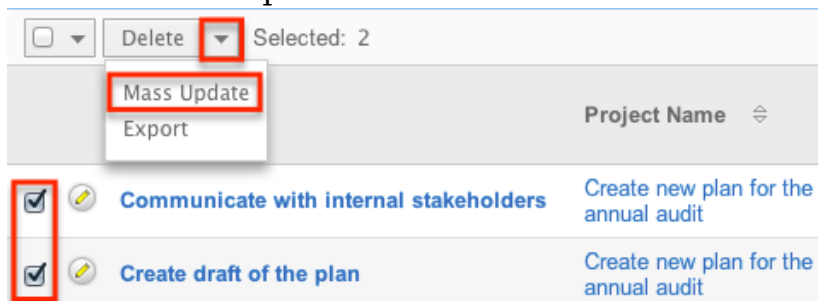 Delete Selected: 2
Mass Update
Export
Project Name
Communicate with internal stakeholders
Create new plan for the
annual audit
Create draft of the plan
Create new plan for the
annual audit